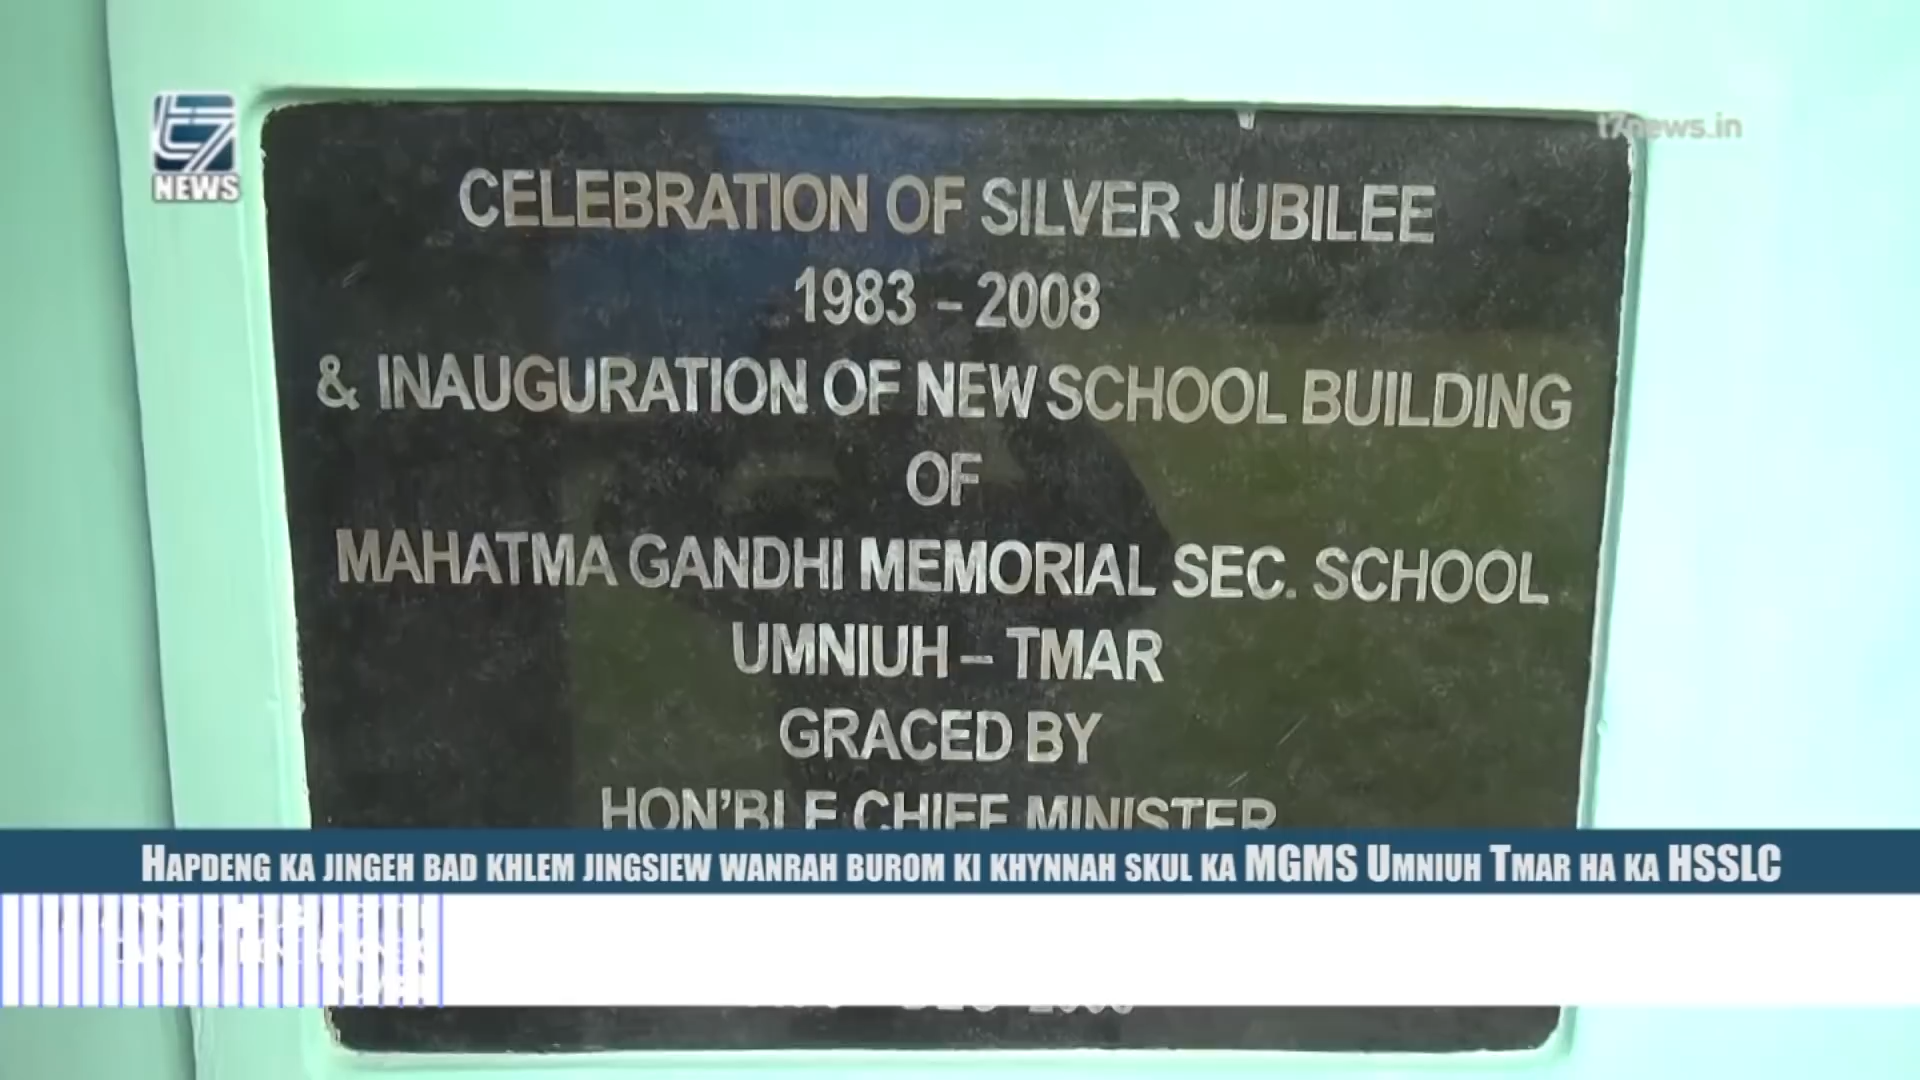 T7
NEWS
t7news.in
CELEBRATION OF SILVER JUBILEE
1983 – 2008
& INAUGURATION OF NEW SCHOOL BUILDING
OF
MAHATMA GANDHI MEMORIAL SEC. SCHOOL
UMNIUH – TMAR
GRACED BY
HON'BLE CHIEF MINISTER
HAPDENG KA JINGEH BAD KHLEM JINGSIEW WANRAH BUROM KI KHYNNAH SKUL KA MGMS UMNIUH TMAR HA KA HSSLC